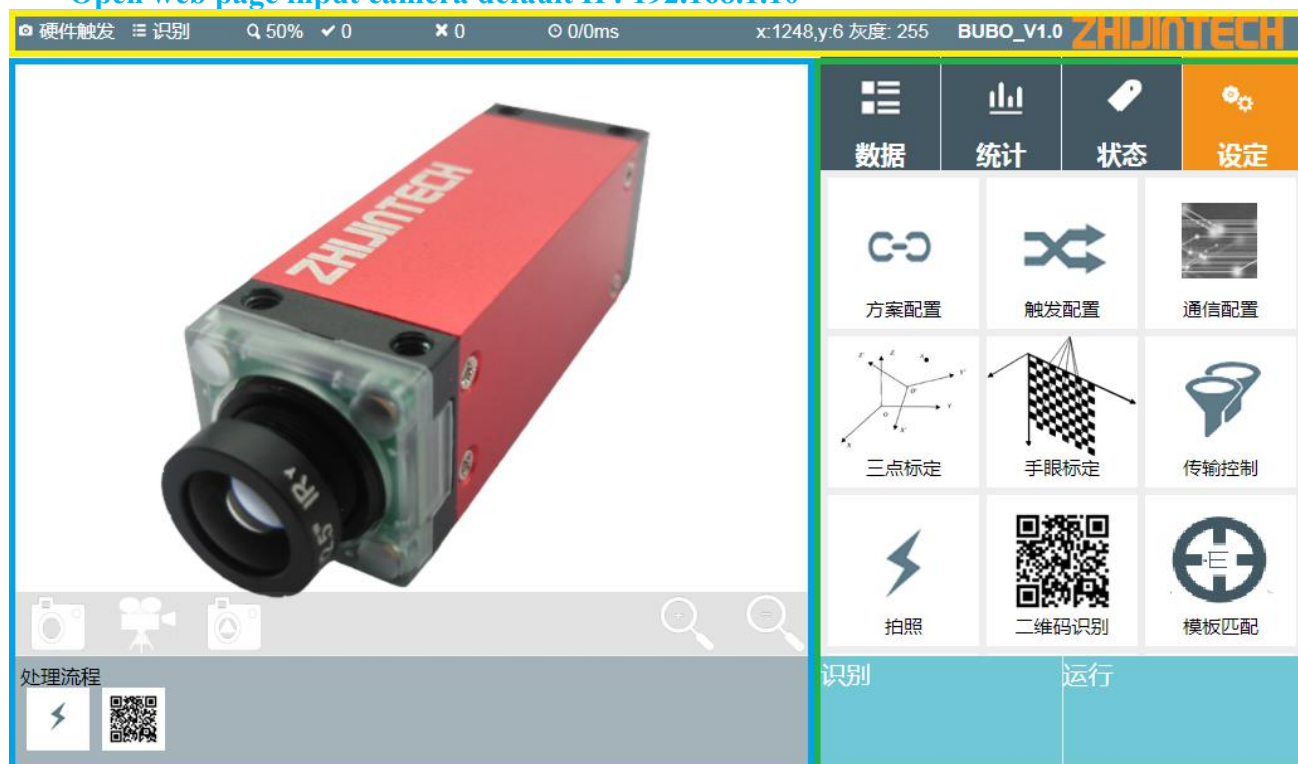 Open web page input camera default IP: 192.168.1.10
硬件触发 识别 50% 0 0 0/0ms x:1248,y:6 灰度: 255 BUBO_V1.0 ZHIJINTECH
数据 统计 状态 设定
ZHIJINTECH
方案配置 触发配置 通信配置
三点标定 手眼标定 传输控制
IR
拍照 二维码识别 模板匹配
处理流程
识别 运行